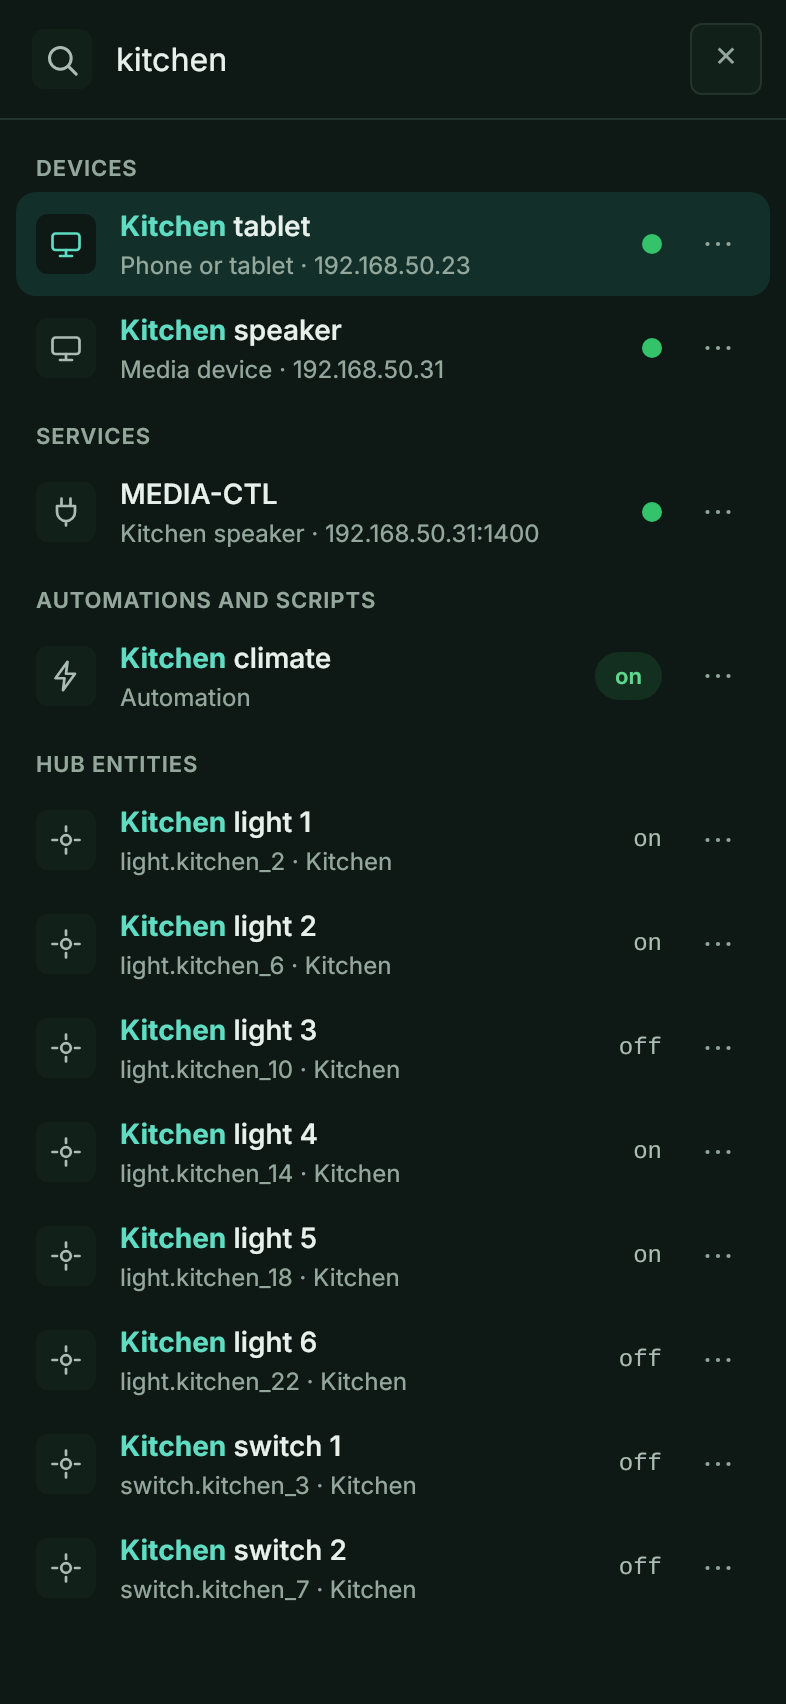 kitchen
DEVICES
Kitchen tablet
Phone or tablet · 192.168.50.23
Kitchen speaker
Media device · 192.168.50.31
SERVICES
MEDIA-CTL
Kitchen speaker · 192.168.50.31:1400
AUTOMATIONS AND SCRIPTS
Kitchen climate
Automation
on
HUB ENTITIES
Kitchen light 1
light.kitchen_2 · Kitchen
on
Kitchen light 2
light.kitchen_6 · Kitchen
on
Kitchen light 3
light.kitchen_10 · Kitchen
off
Kitchen light 4
light.kitchen_14 · Kitchen
on
Kitchen light 5
light.kitchen_18 · Kitchen
on
Kitchen light 6
light.kitchen_22 · Kitchen
off
Kitchen switch 1
switch.kitchen_3 · Kitchen
off
Kitchen switch 2
switch.kitchen_7 · Kitchen
off